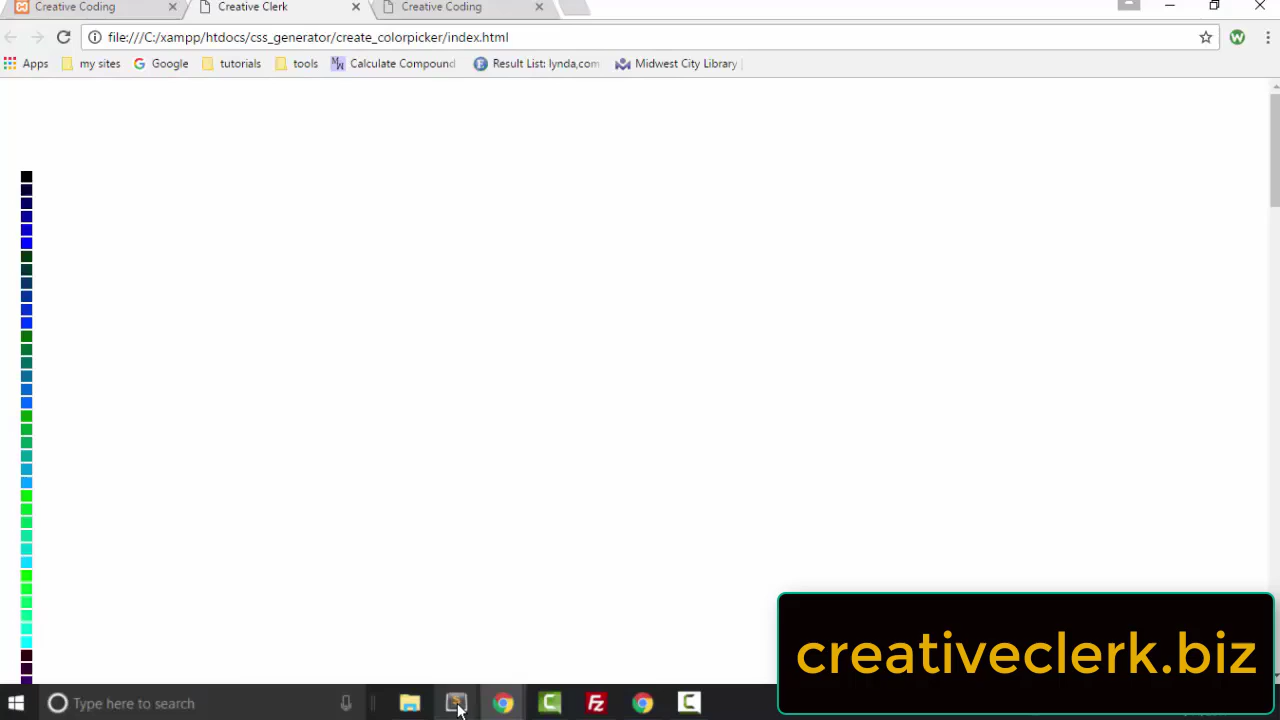 Creative Coding
Creative Clerk
Creative Coding
file:///C:/xampp/htdocs/css_generator/create_colorpicker/index.html
Apps
my sites
Google
tutorials
tools
Calculate Compound
Result List: lynda,com
Midwest City Library
creativeclerk.biz
Type here to search